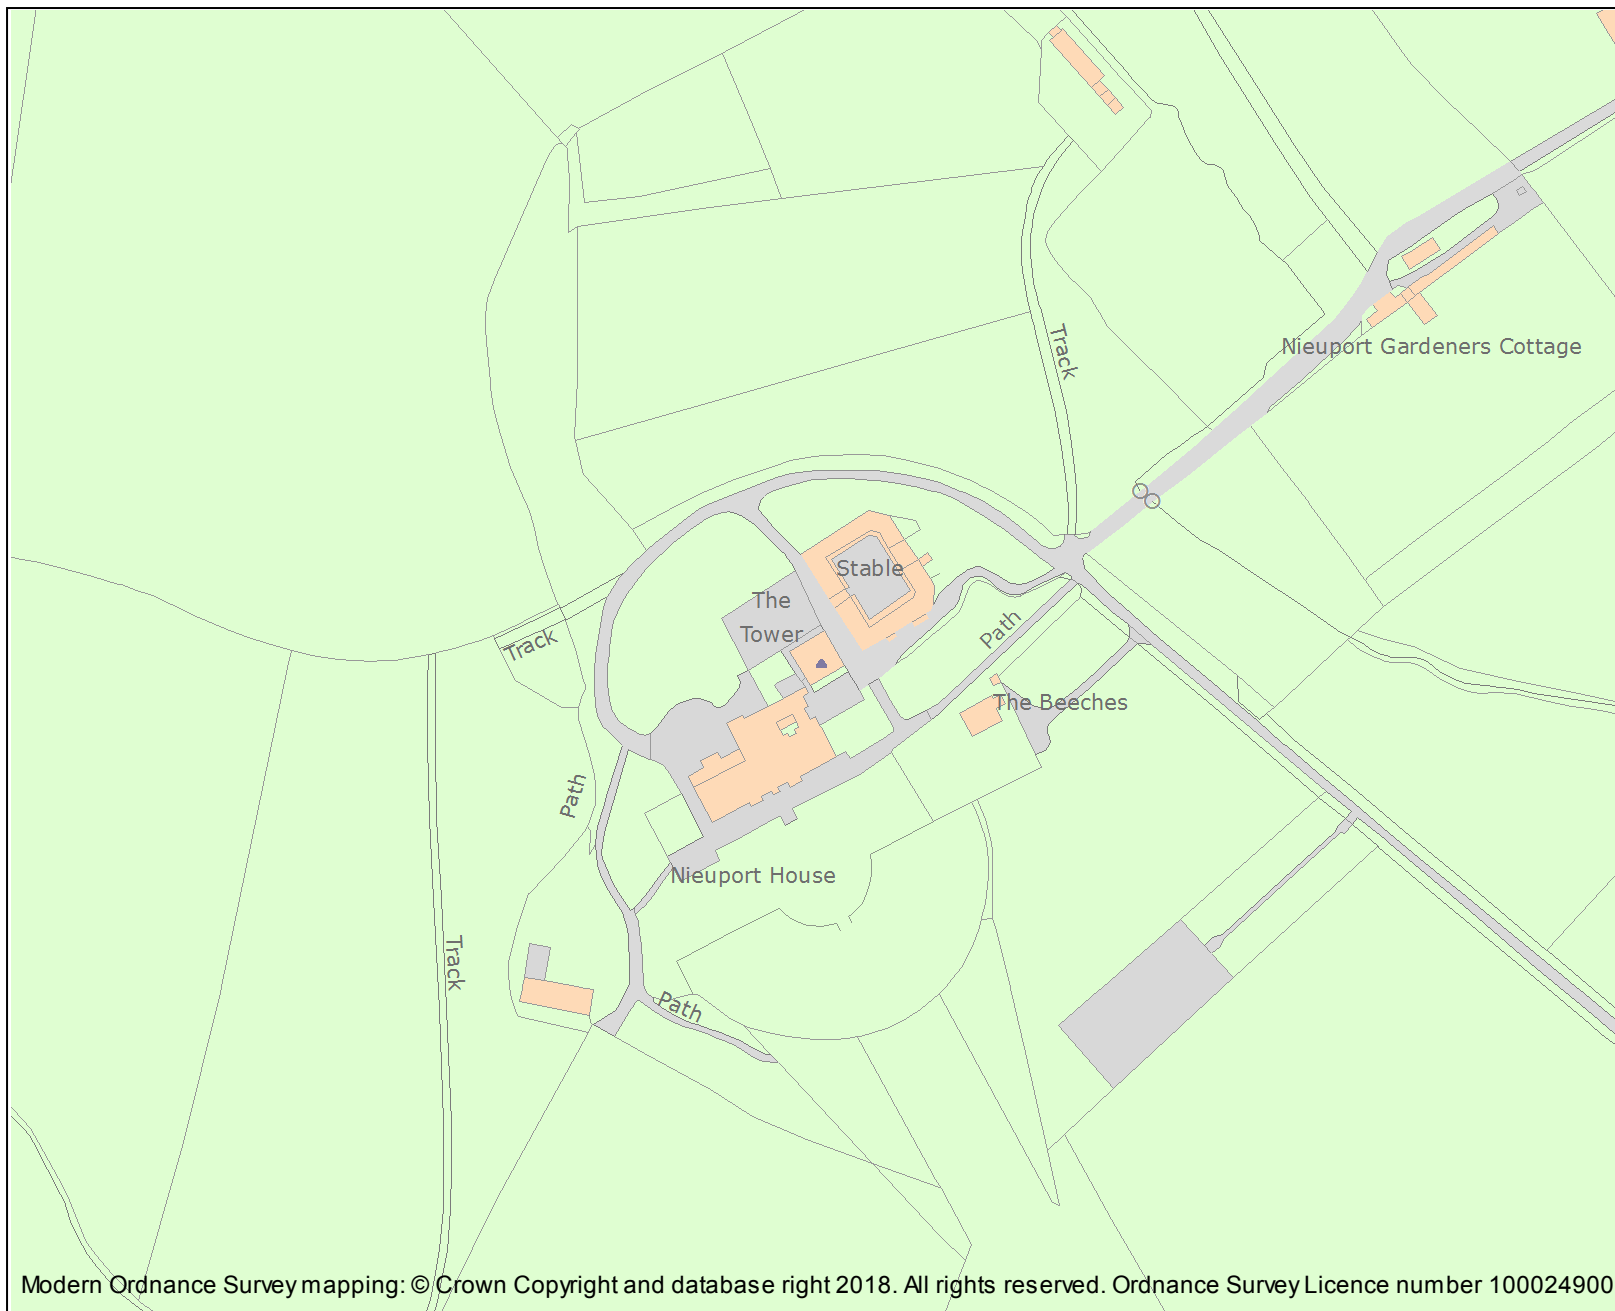 Track
Nieuport Gardeners Cottage
Stable
The
Tower
Path
Track
The Beeches
Path
Nieuport House
Track
Path
Modern Ordnance Survey mapping: © Crown Copyright and database right 2018. All rights reserved. Ordnance Survey Licence number 100024900